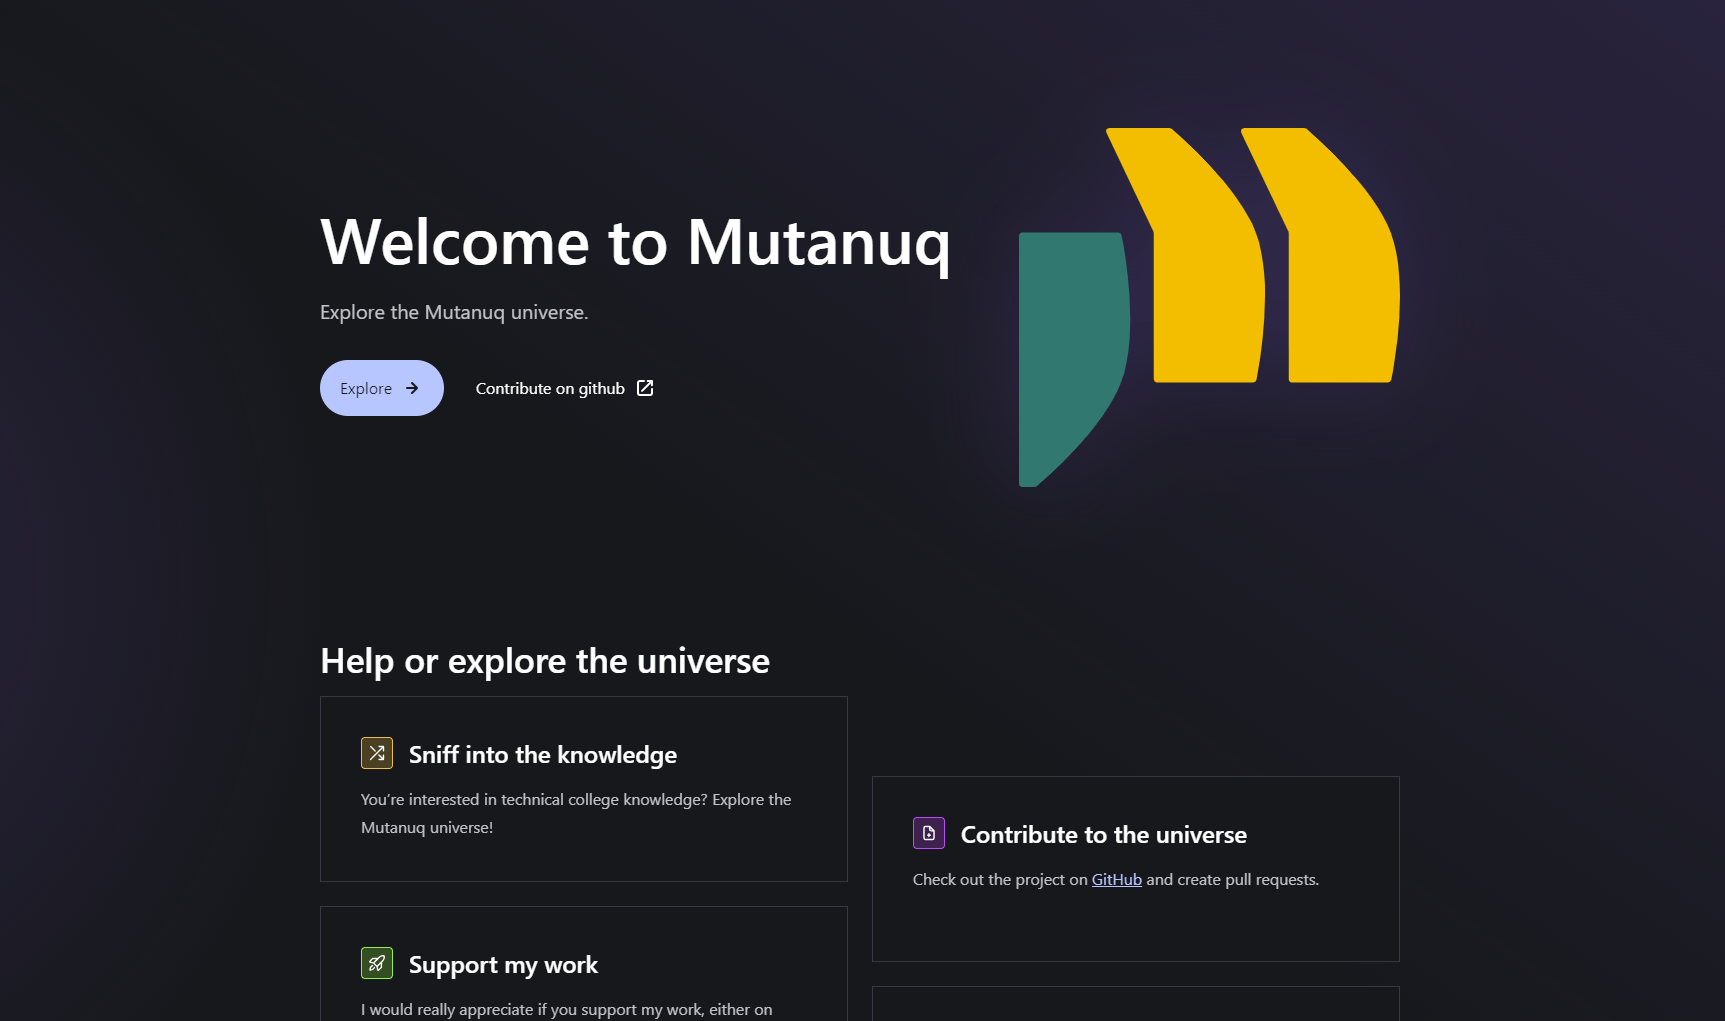 Welcome to Mutanuq
Explore the Mutanuq universe.
Explore
Contribute on github
Help or explore the universe
Sniff into the knowledge
You’re interested in technical college knowledge? Explore the
Mutanuq universe!
Contribute to the universe
Check out the project on GitHub and create pull requests.
Support my work
I would really appreciate if you support my work, either on